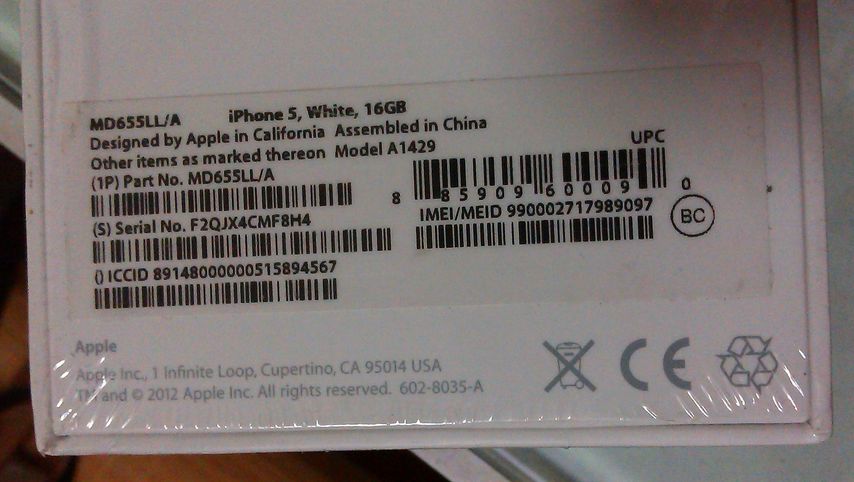 MD655LL/A iPhone 5, White, 16GB
Designed by Apple in California Assembled in China
Other items as marked thereon Model A1429
(1P) Part No. MD655LL/A
UPC
8 85909 60009 0
(S) Serial No. F2QJX4CMF8H4
IMEI/MEID 990002717989097
BC
() ICCID 89148000000515894567
Apple
Apple Inc., 1 Infinite Loop, Cupertino, CA 95014 USA
TM and © 2012 Apple Inc. All rights reserved. 602-8035-A
CE